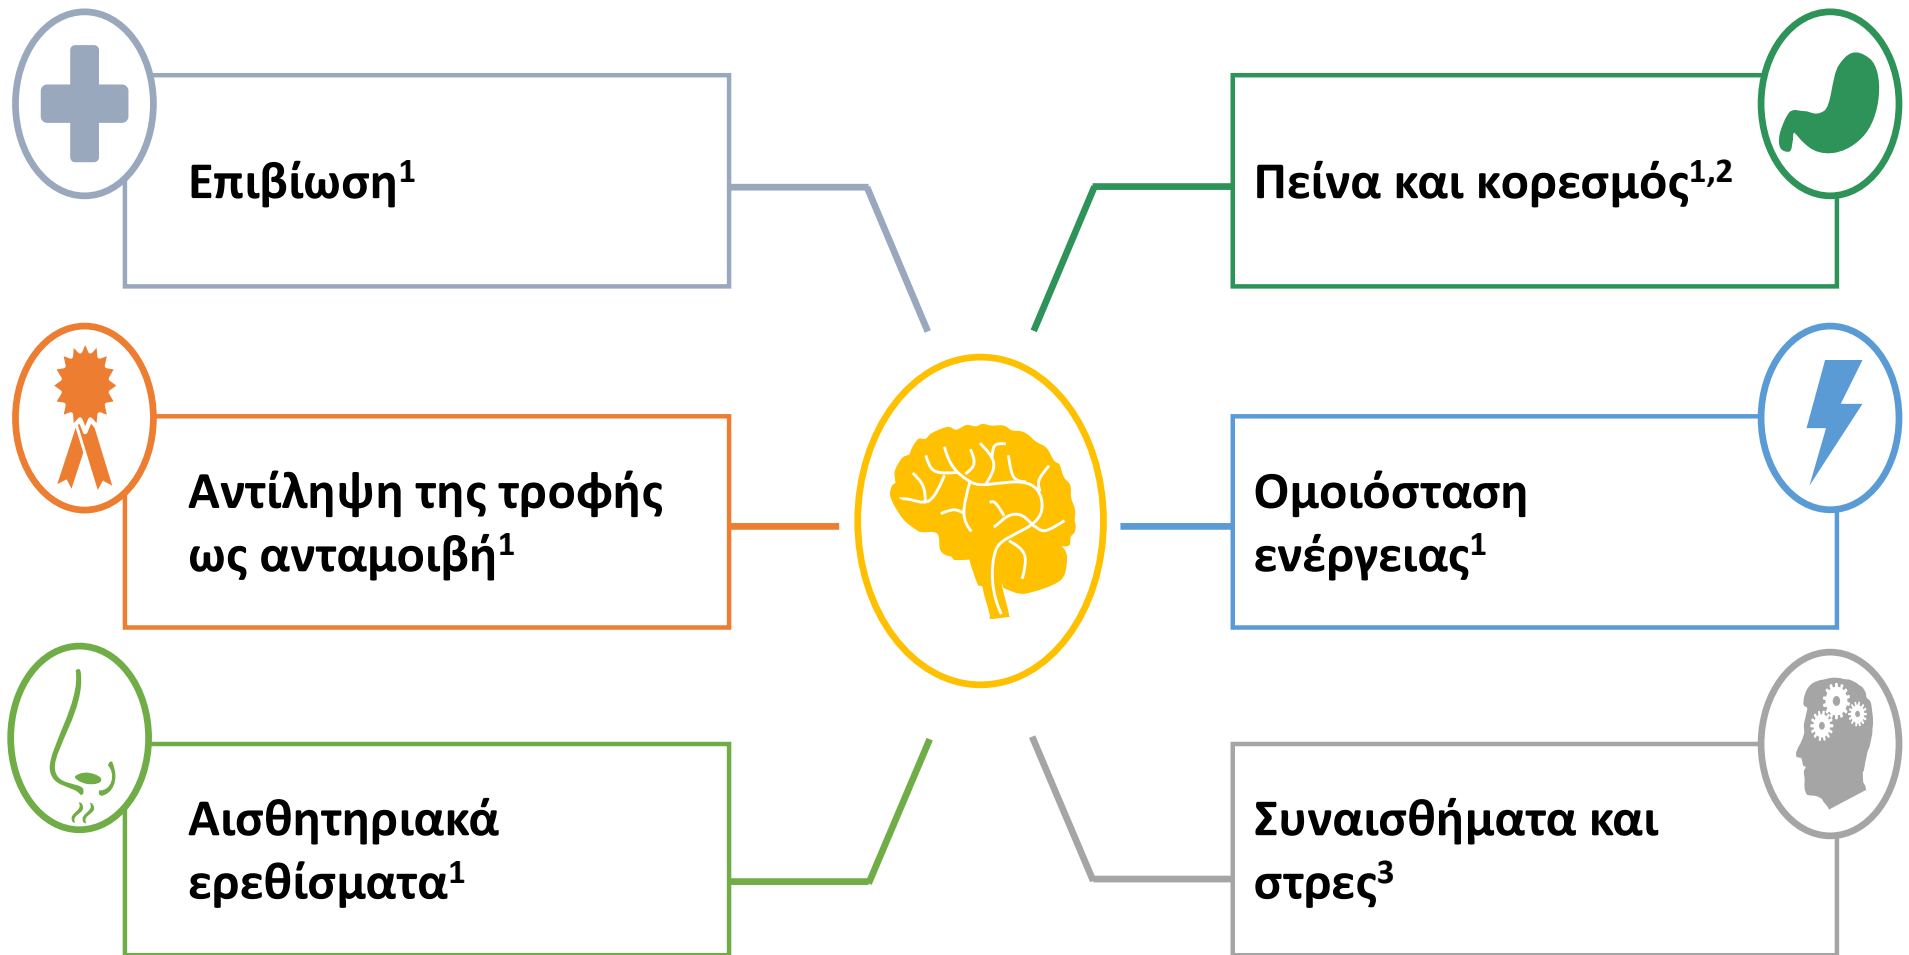 Επιβίωση¹
Πείνα και κορεσμός¹,²
Αντίληψη της τροφής
ως ανταμοιβή¹
Ομοιόσταση
ενέργειας¹
Αισθητηριακά
ερεθίσματα¹
Συναισθήματα και
στρες³